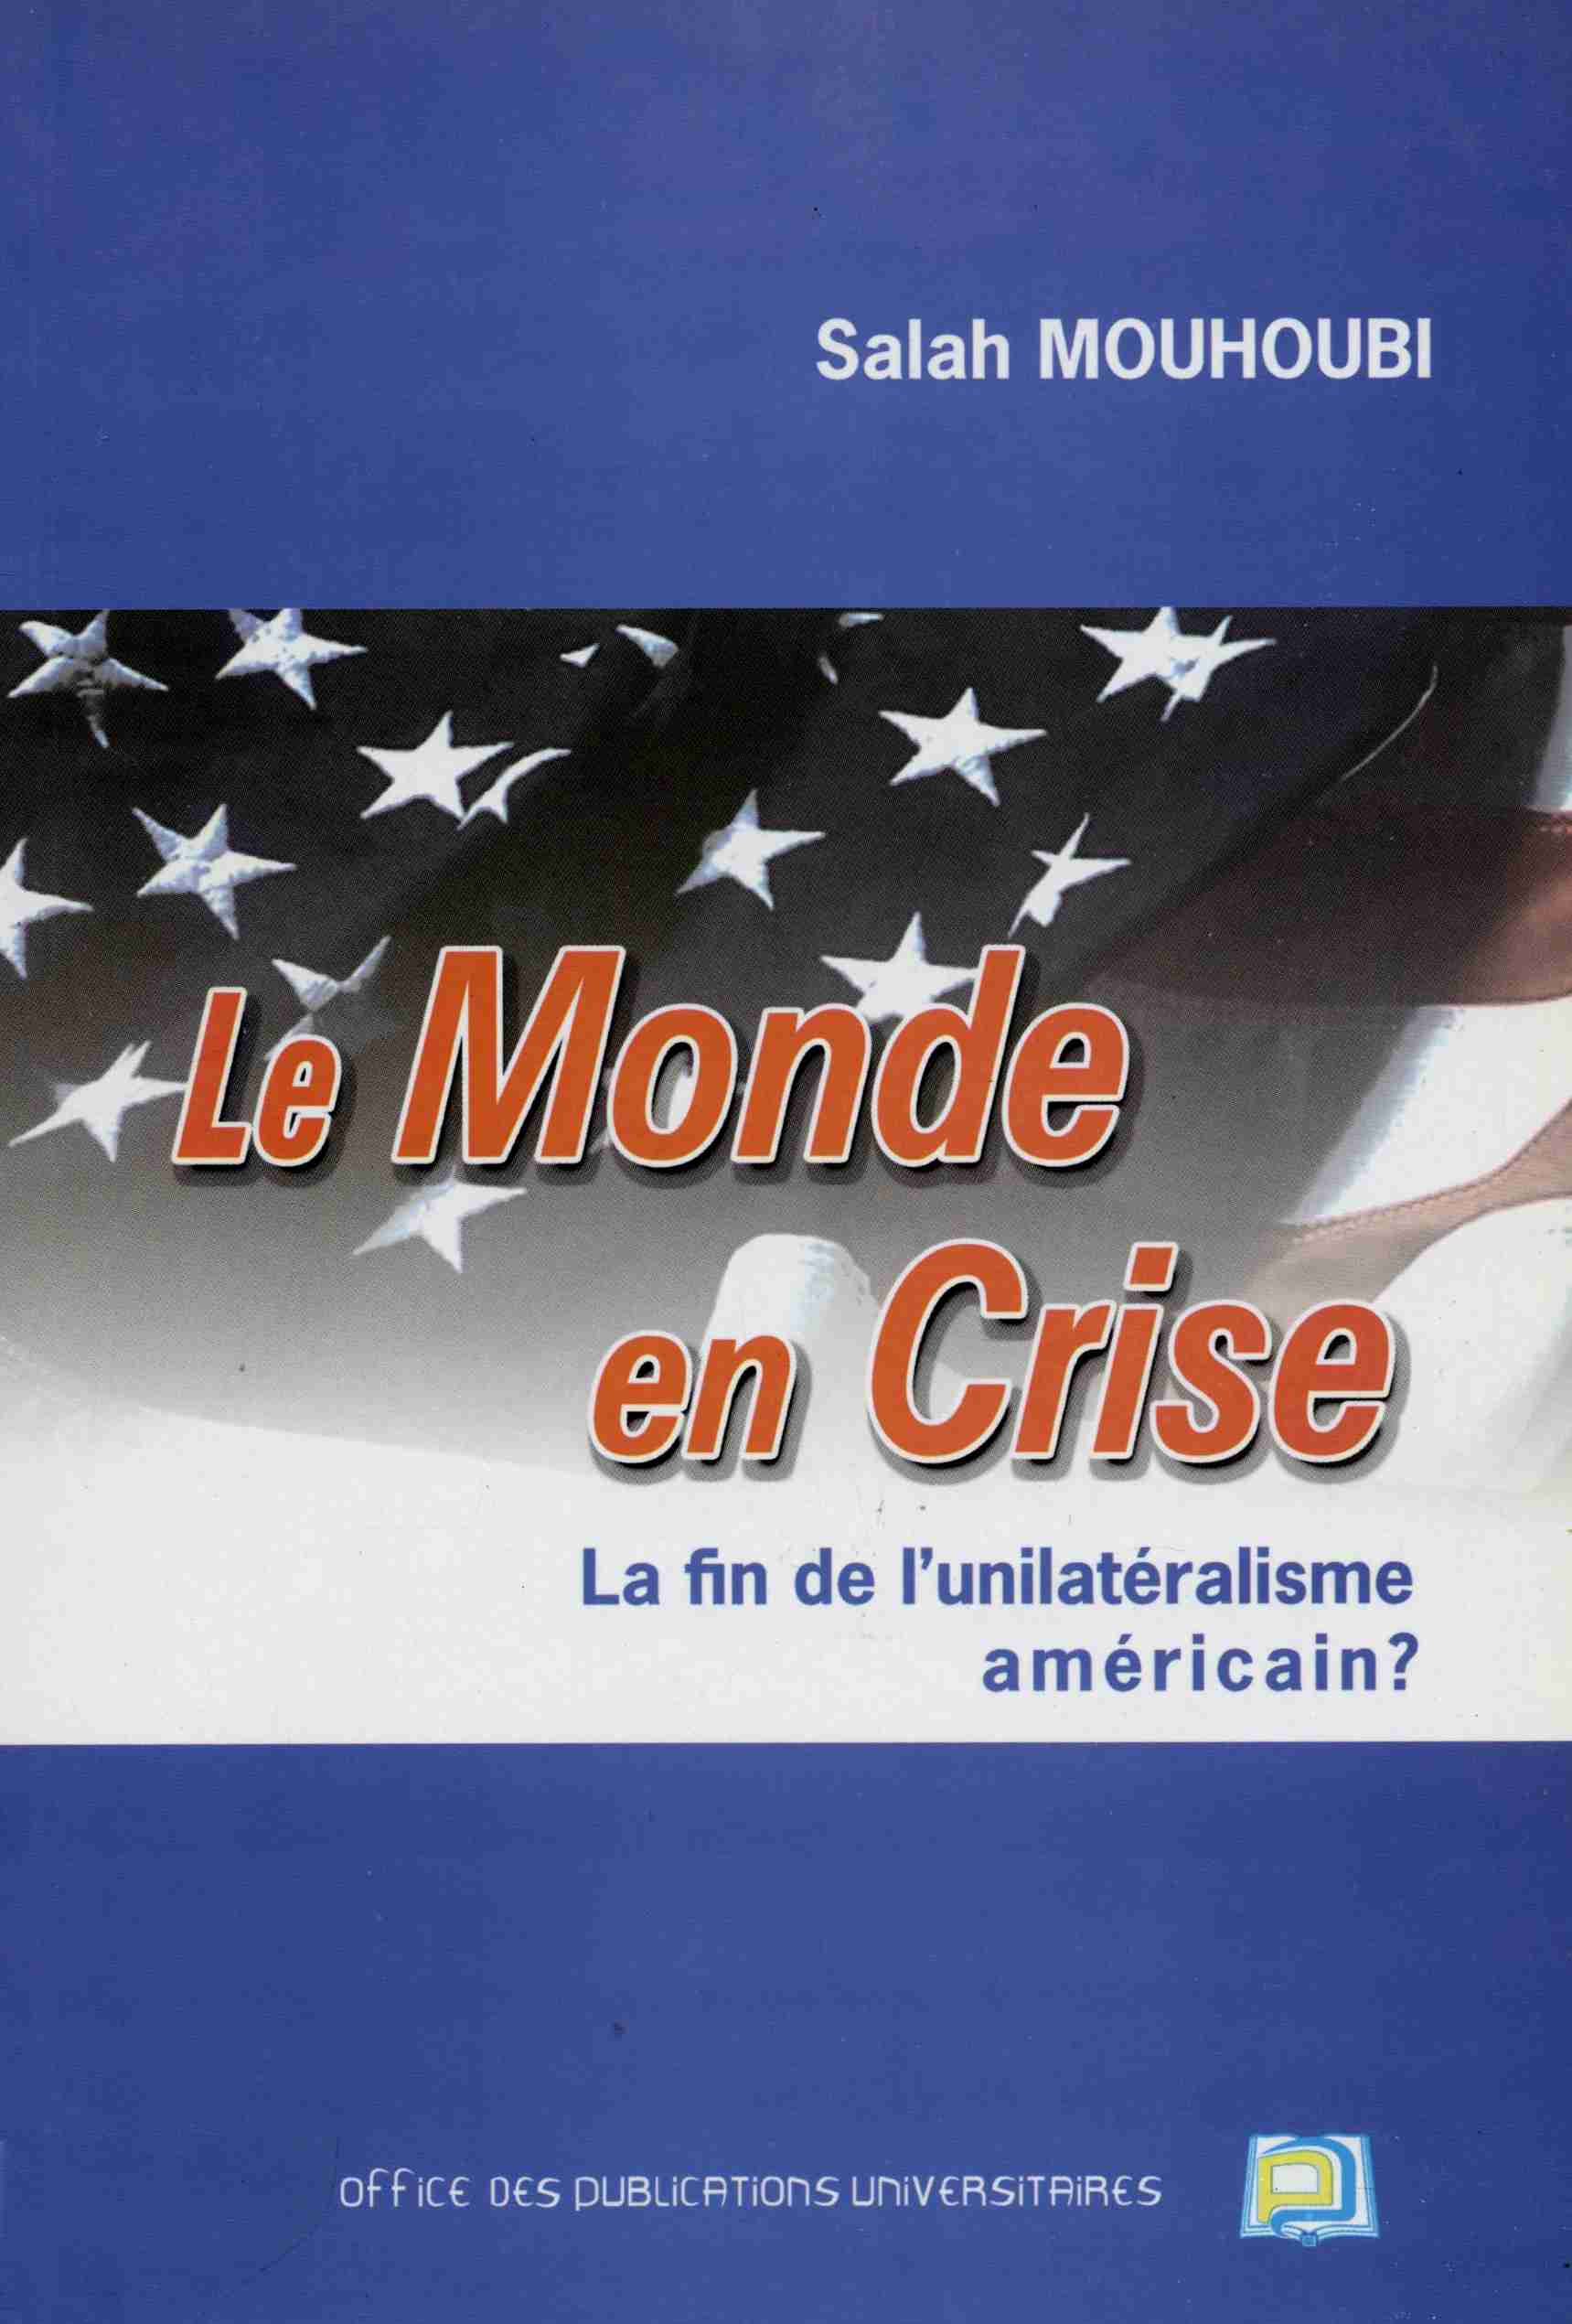 Salah MOUHOUBI
Le Monde
en Crise
La fin de l'unilatéralisme
américain?
OFFICE DES PUBLICATIONS UNIVERSITAIRES